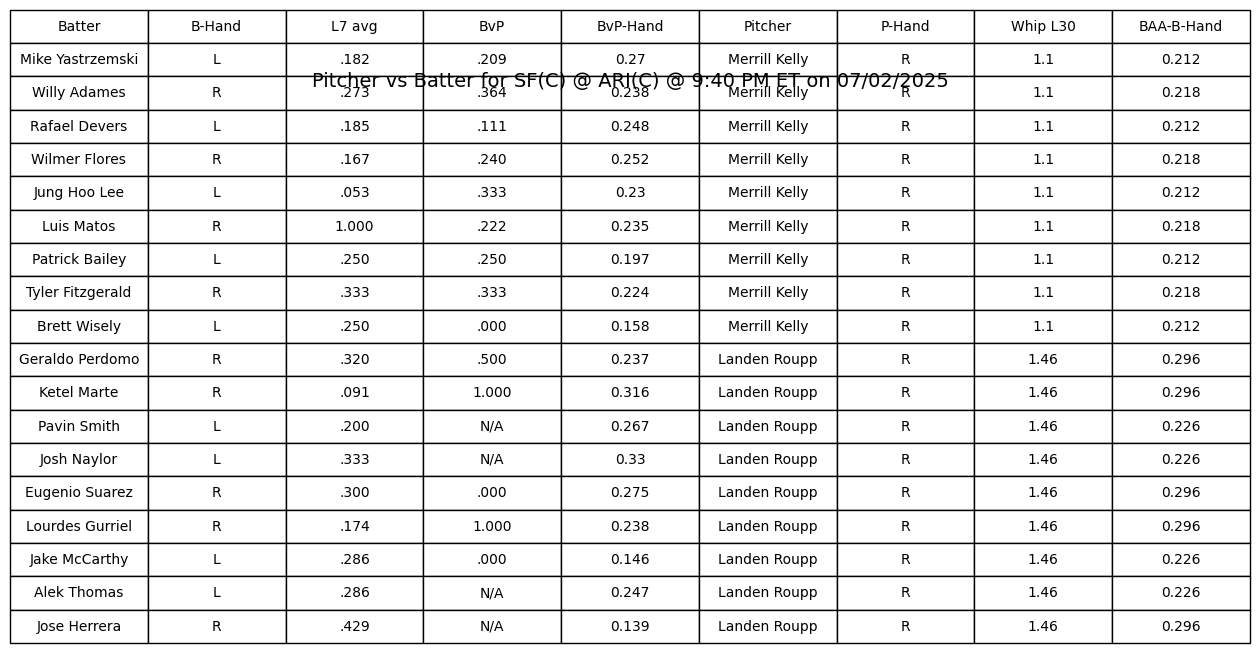 Batter B-Hand L7 avg BvP BvP-Hand Pitcher P-Hand Whip L30 BAA-B-Hand
Mike Yastrzemski L .182 .209 0.27 Merrill Kelly R 1.1 0.212
Pitcher vs Batter for SF(C) @ ARI(C) @ 9:40 PM ET on 07/02/2025
Willy Adames R .273 .364 0.238 Merrill Kelly R 1.1 0.218
Rafael Devers L .185 .111 0.248 Merrill Kelly R 1.1 0.212
Wilmer Flores R .167 .240 0.252 Merrill Kelly R 1.1 0.218
Jung Hoo Lee L .053 .333 0.23 Merrill Kelly R 1.1 0.212
Luis Matos R 1.000 .222 0.235 Merrill Kelly R 1.1 0.218
Patrick Bailey L .250 .250 0.197 Merrill Kelly R 1.1 0.212
Tyler Fitzgerald R .333 .333 0.224 Merrill Kelly R 1.1 0.218
Brett Wisely L .250 .000 0.158 Merrill Kelly R 1.1 0.212
Geraldo Perdomo R .320 .500 0.237 Landen Roupp R 1.46 0.296
Ketel Marte R .091 1.000 0.316 Landen Roupp R 1.46 0.296
Pavin Smith L .200 N/A 0.267 Landen Roupp R 1.46 0.226
Josh Naylor L .333 N/A 0.33 Landen Roupp R 1.46 0.226
Eugenio Suarez R .300 .000 0.275 Landen Roupp R 1.46 0.296
Lourdes Gurriel R .174 1.000 0.238 Landen Roupp R 1.46 0.296
Jake McCarthy L .286 .000 0.146 Landen Roupp R 1.46 0.226
Alek Thomas L .286 N/A 0.247 Landen Roupp R 1.46 0.226
Jose Herrera R .429 N/A 0.139 Landen Roupp R 1.46 0.296